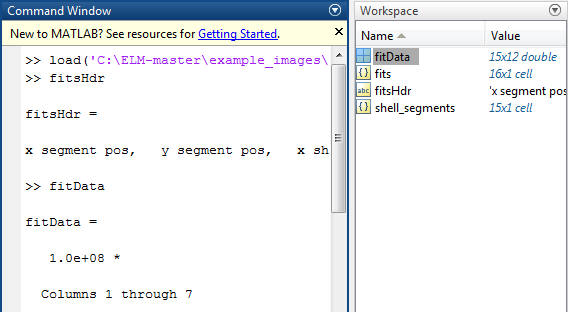 Command Window
New to MATLAB? See resources for Getting Started.
>> load('C:\ELM-master\example_images\
>> fitsHdr
fitsHdr =
x segment pos,   y segment pos,   x sh
>> fitData
fitData =
1.0e+08 *
Columns 1 through 7
Workspace
Name Value
fitData 15x12 double
fits 16x1 cell
fitsHdr 'x segment pos
shell_segments 15x1 cell